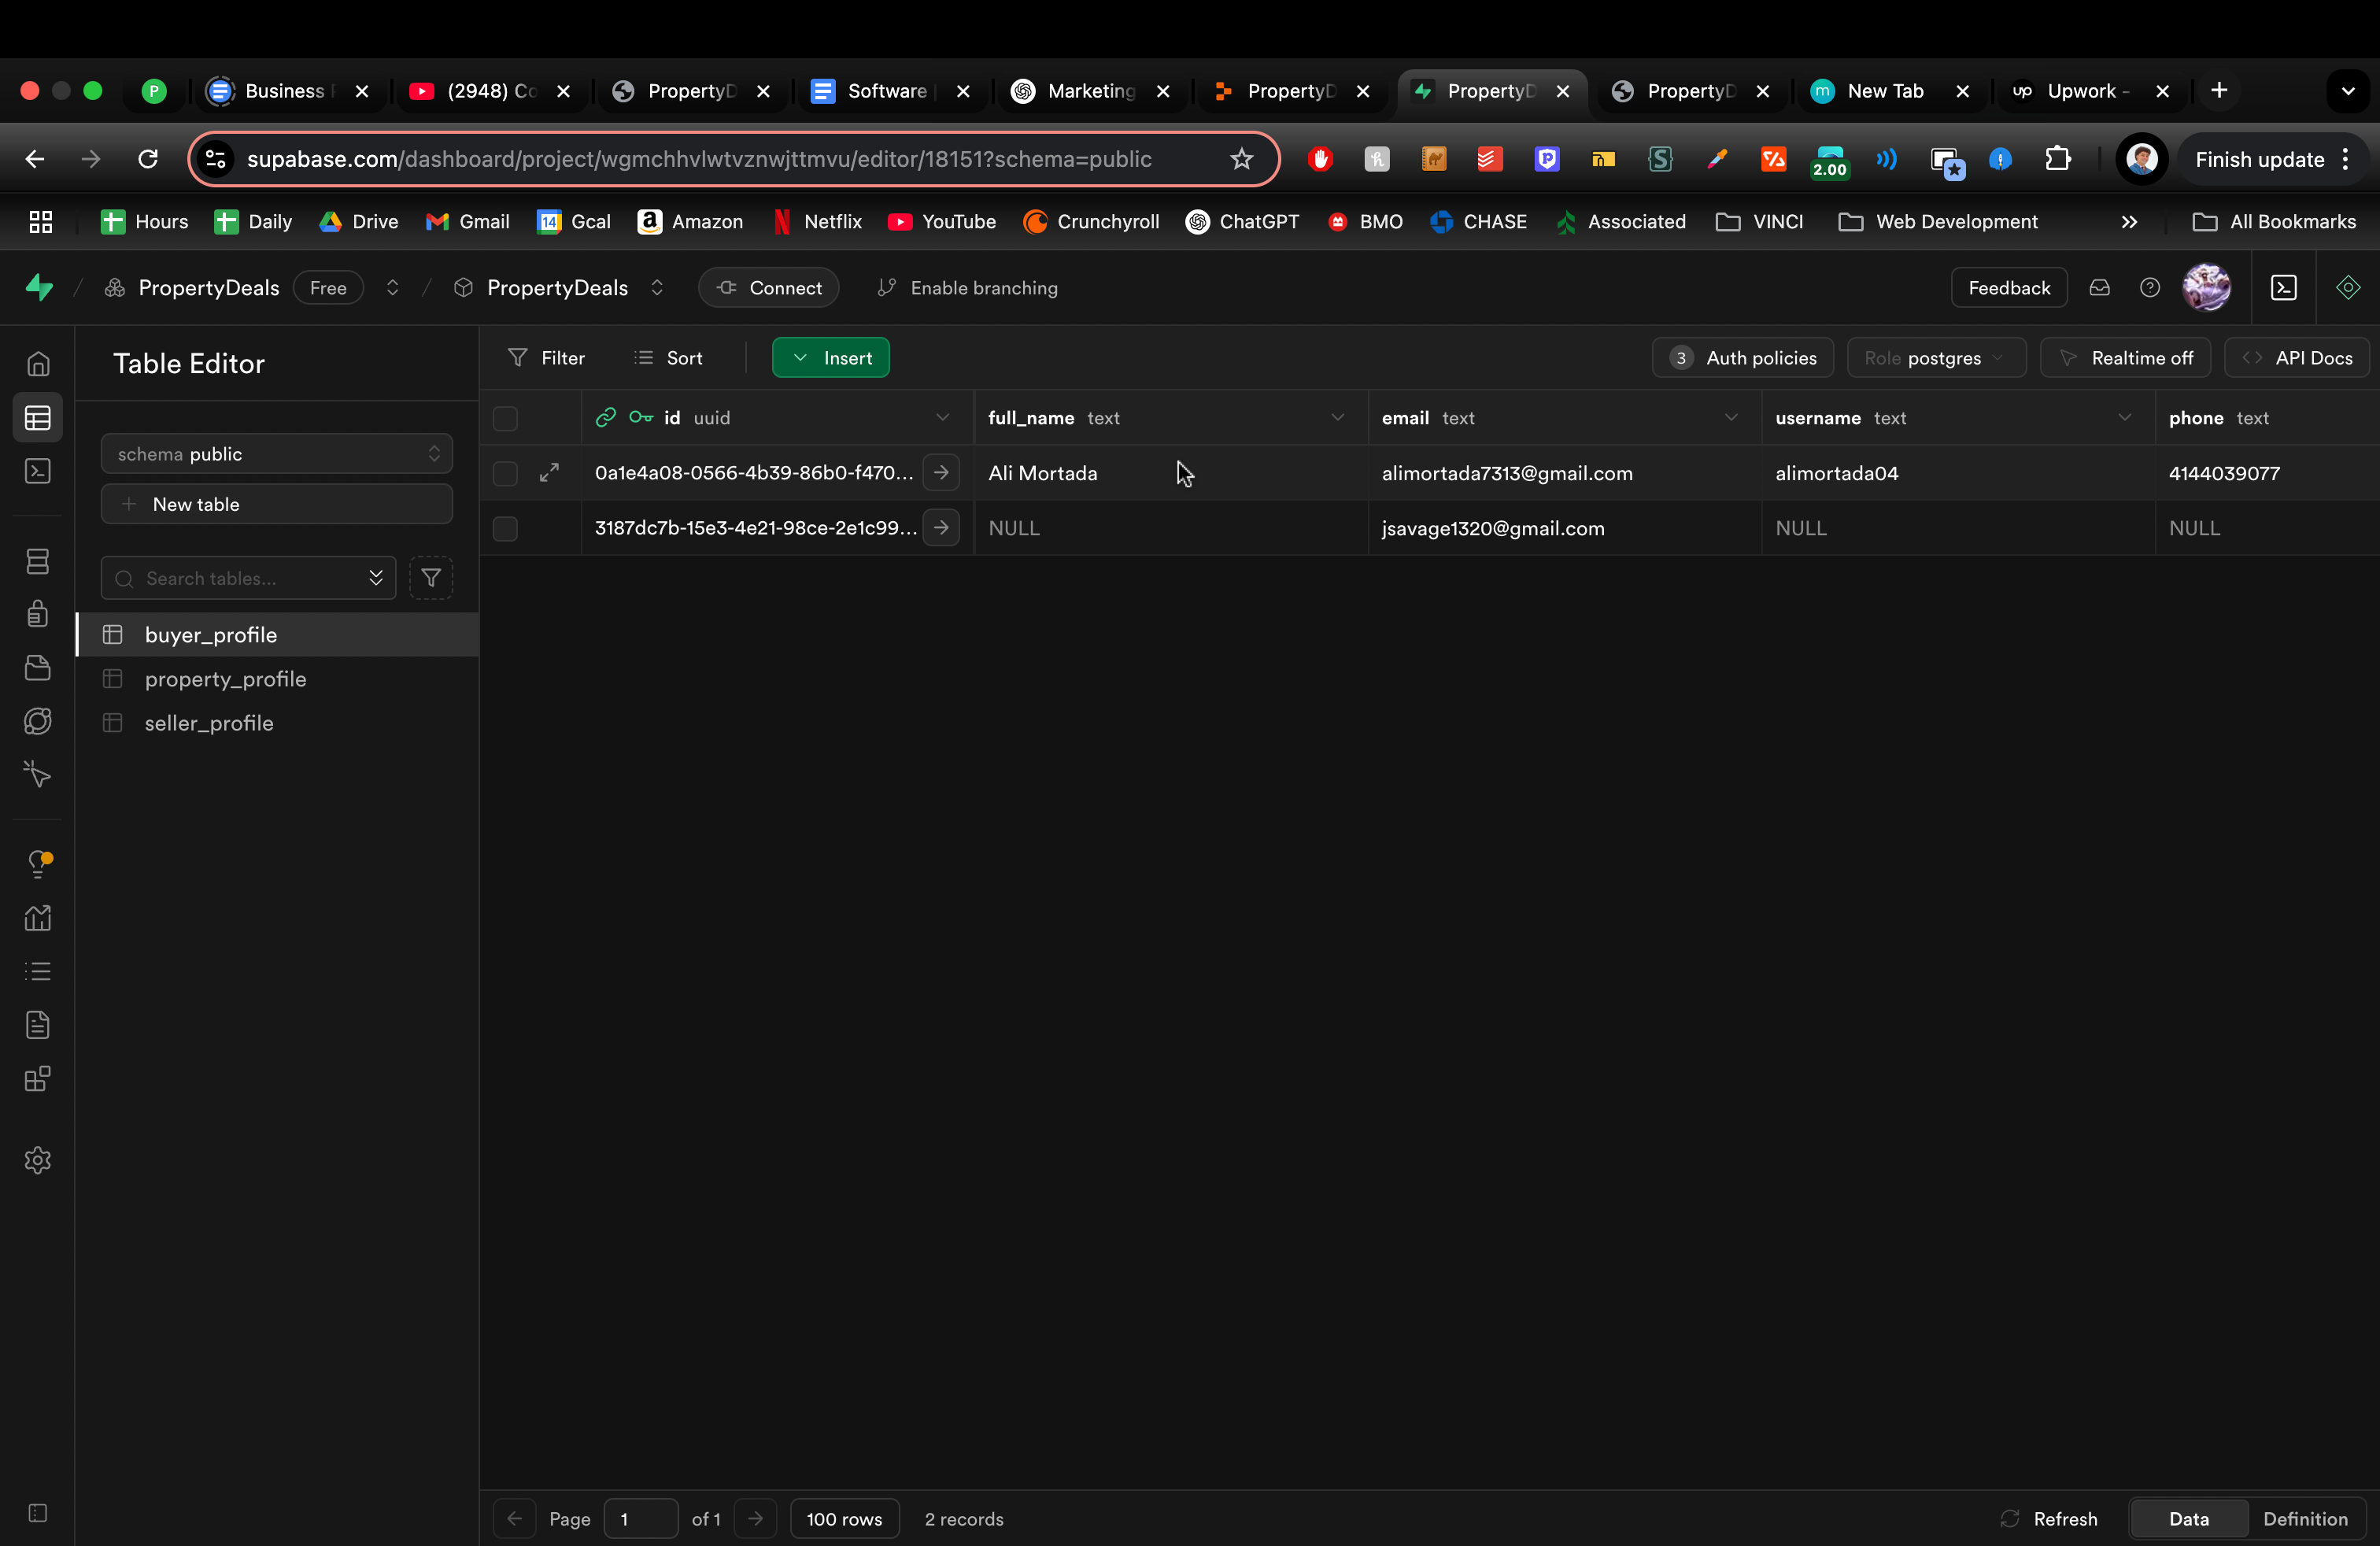 P Business (2948) Co PropertyD Software Marketing PropertyD PropertyD PropertyD m New Tab up Upwork -
supabase.com/dashboard/project/wgmchhvlwtvznwjttmvu/editor/18151?schema=public 2.00 Finish update
Hours Daily Drive Gmail 14 Gcal Amazon Netflix YouTube Crunchyroll ChatGPT BMO CHASE Associated VINCI Web Development All Bookmarks
PropertyDeals Free / PropertyDeals Connect Enable branching Feedback
Table Editor
Filter Sort Insert 3 Auth policies Role postgres Realtime off API Docs
schema public
New table
Search tables...
buyer_profile
property_profile
seller_profile
id uuid full_name text email text username text phone text
0a1e4a08-0566-4b39-86b0-f470... Ali Mortada alimortada7313@gmail.com alimortada04 4144039077
3187dc7b-15e3-4e21-98ce-2e1c99... NULL jsavage1320@gmail.com NULL NULL
Page 1 of 1 100 rows 2 records Refresh Data Definition